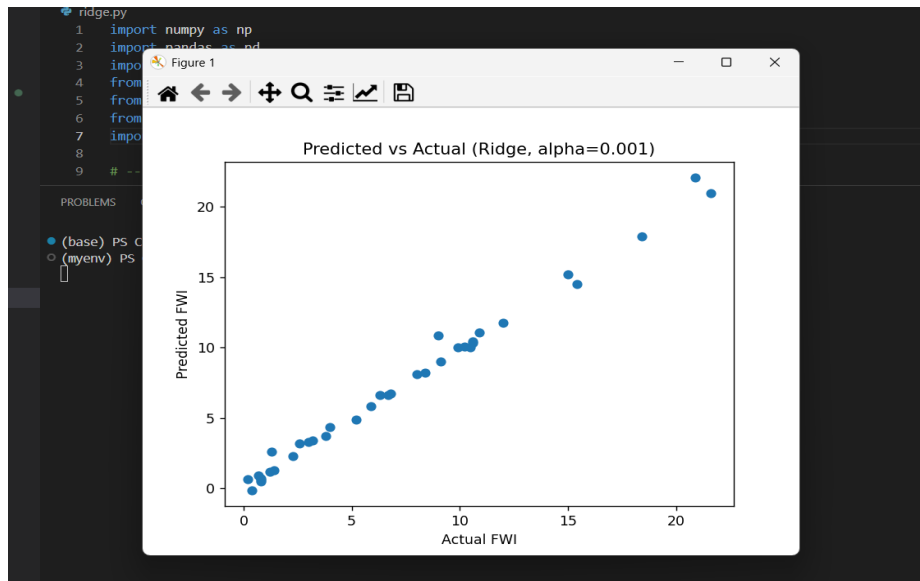 ridge.py
1 import numpy as np
2 import pandas as nd
3 impo
4 from
5 from
6 from
7 impo
8
9 # --
PROBLEMS
(base) PS C
(myenv) PS
Figure 1
Predicted vs Actual (Ridge, alpha=0.001)
20
15
10
5
0
Predicted FWI
0 5 10 15 20
Actual FWI